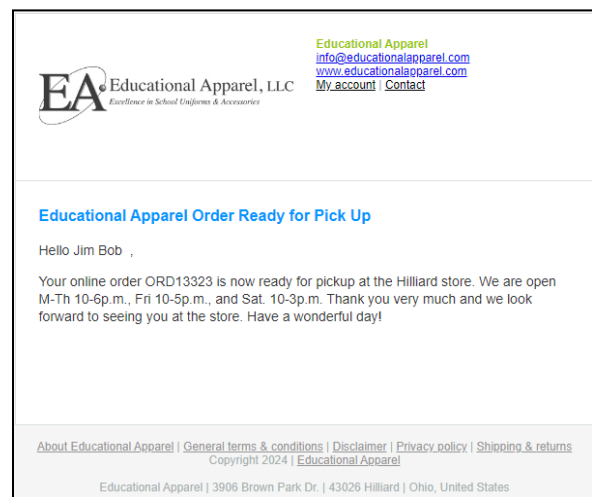 EA Educational Apparel, LLC
Excellence in School Uniforms & Accessories
Educational Apparel
info@educationalapparel.com
www.educationalapparel.com
My account | Contact
Educational Apparel Order Ready for Pick Up
Hello Jim Bob ,
Your online order ORD13323 is now ready for pickup at the Hilliard store. We are open
M-Th 10-6p.m., Fri 10-5p.m., and Sat. 10-3p.m. Thank you very much and we look
forward to seeing you at the store. Have a wonderful day!
About Educational Apparel | General terms & conditions | Disclaimer | Privacy policy | Shipping & returns
Copyright 2024 | Educational Apparel
Educational Apparel | 3906 Brown Park Dr. | 43026 Hilliard | Ohio, United States